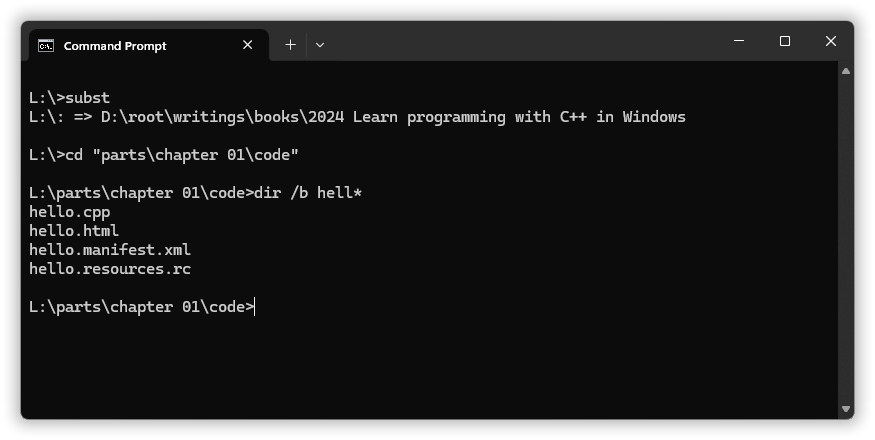 Command Prompt
L:\>subst
L:\: => D:\root\writings\books\2024 Learn programming with C++ in Windows
L:\>cd "parts\chapter 01\code"
L:\parts\chapter 01\code>dir /b hell*
hello.cpp
hello.html
hello.manifest.xml
hello.resources.rc
L:\parts\chapter 01\code>